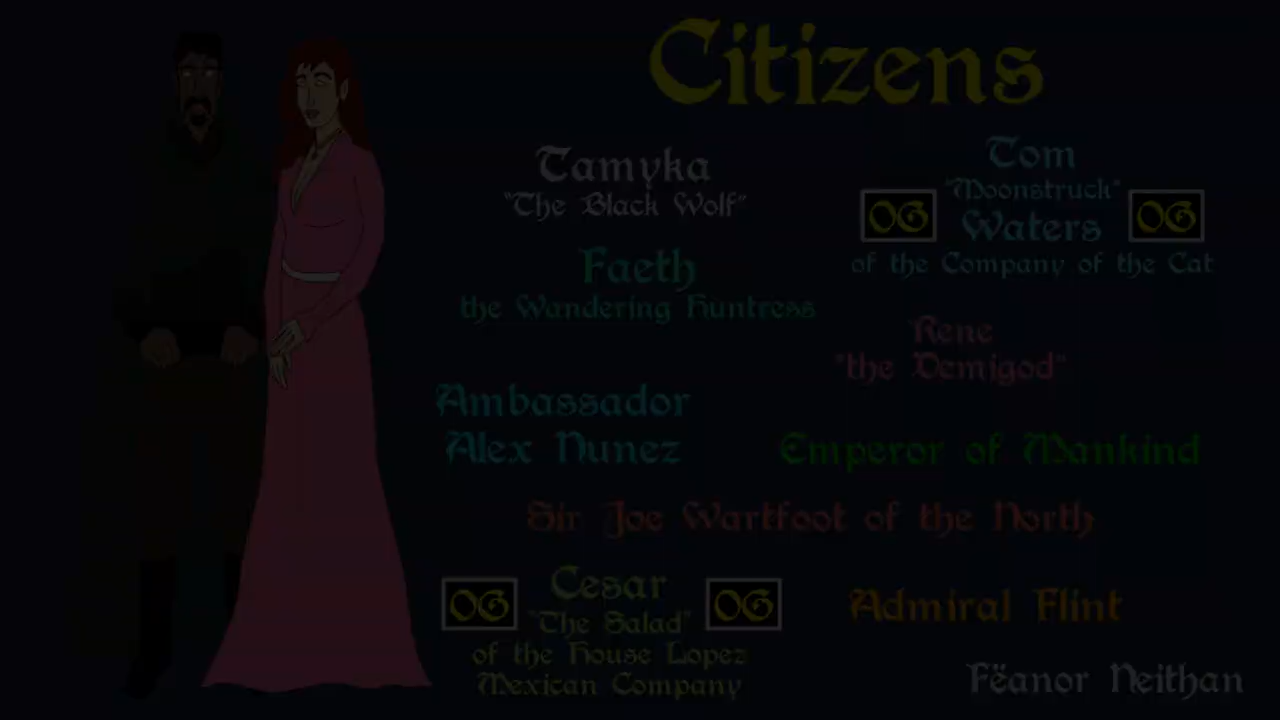 Citizens
Tamyka
"The Black Wolf"
Tom
"Moonstruck"
OG Waters OG
of the Company of the Cat
Faeth
the Wandering Huntress
Rene
"the Demigod"
Ambassador
Alex Nunez
Emperor of Mankind
Sir Joe Wartfoot of the North
Cesar
OG "The Salad" OG
of the House Lopez
Mexican Company
Admiral Flint
Fëanor Neithan